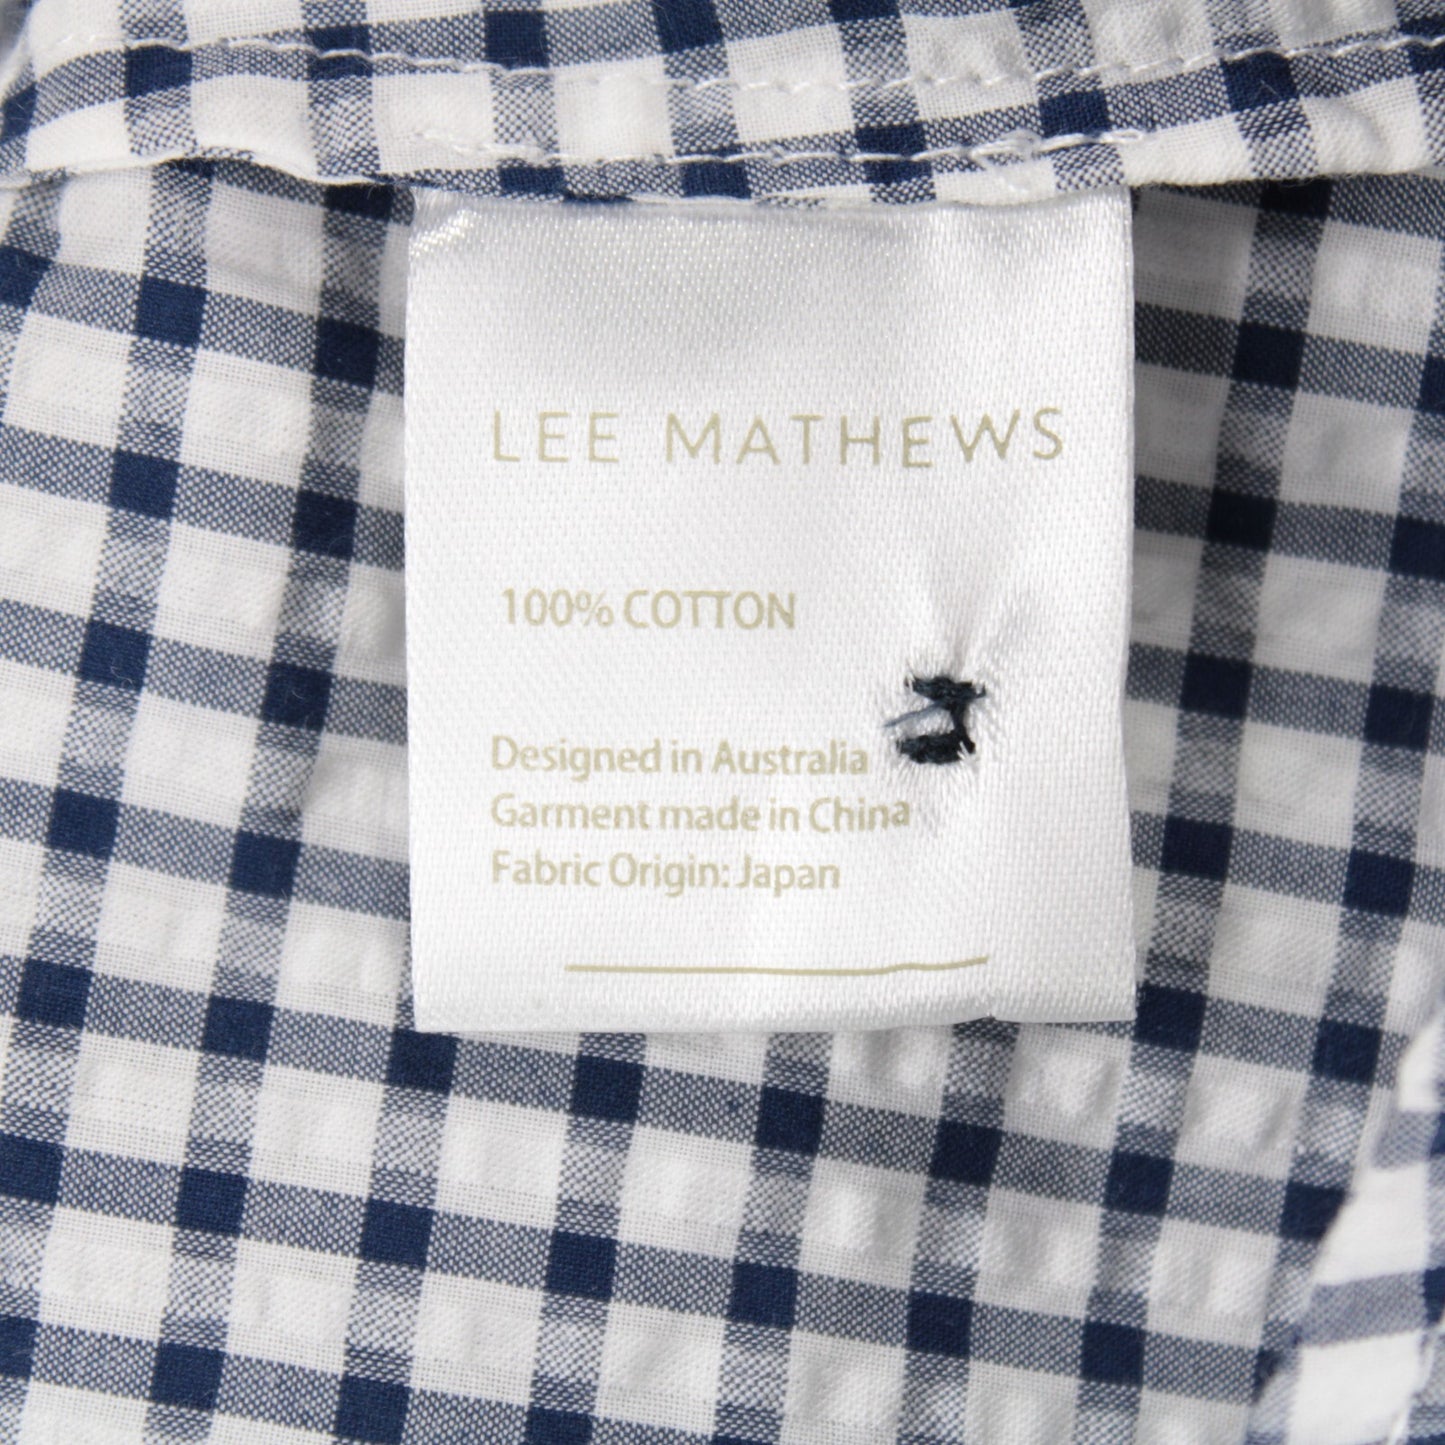 LEE MATHEWS
100% COTTON
Designed in Australia
Garment made in China
Fabric Origin: Japan